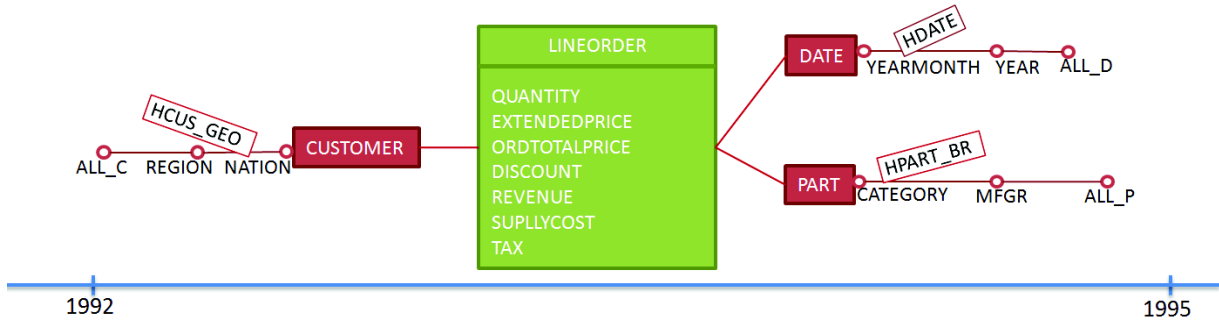 LINEORDER
QUANTITY
EXTENDEDPRICE
ORDTOTALPRICE
DISCOUNT
REVENUE
SUPLLYCOST
TAX
HCUS_GEO
CUSTOMER
ALL_C REGION NATION
HDATE
DATE
YEARMONTH YEAR ALL_D
HPART_BR
PART
CATEGORY MFGR ALL_P
1992 1995